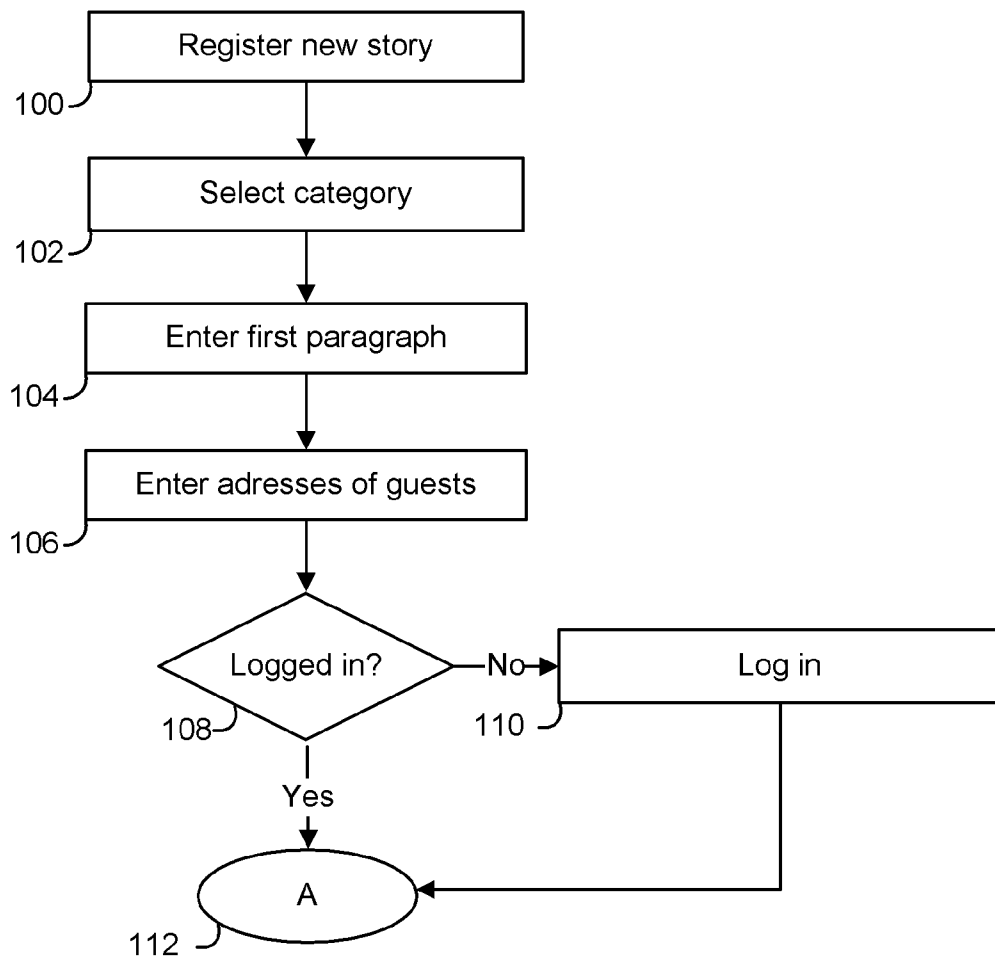 Register new story
100
Select category
102
Enter first paragraph
104
Enter adresses of guests
106
Logged in?
No
Log in
108
110
Yes
A
112